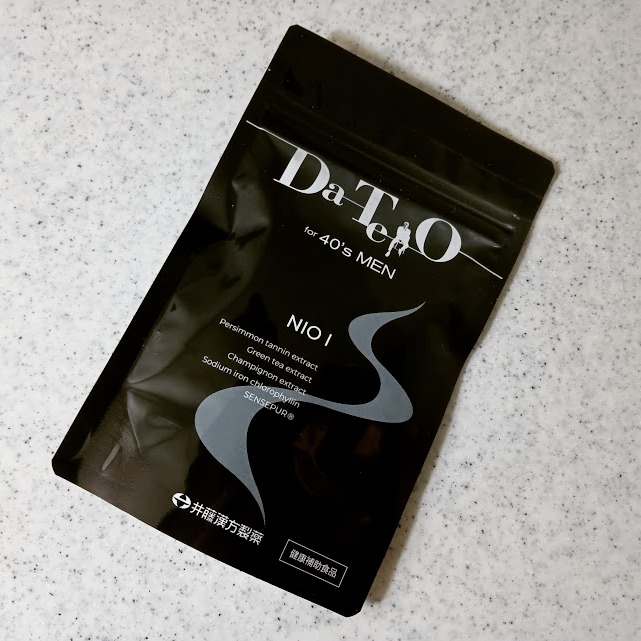 DaTeiO
for 40's MEN
NIO I
Persimmon tannin extract
Green tea extract
Champignon extract
Sodium iron chlorophyllin
SENSEPUR®
井藤漢方製薬
健康補助食品